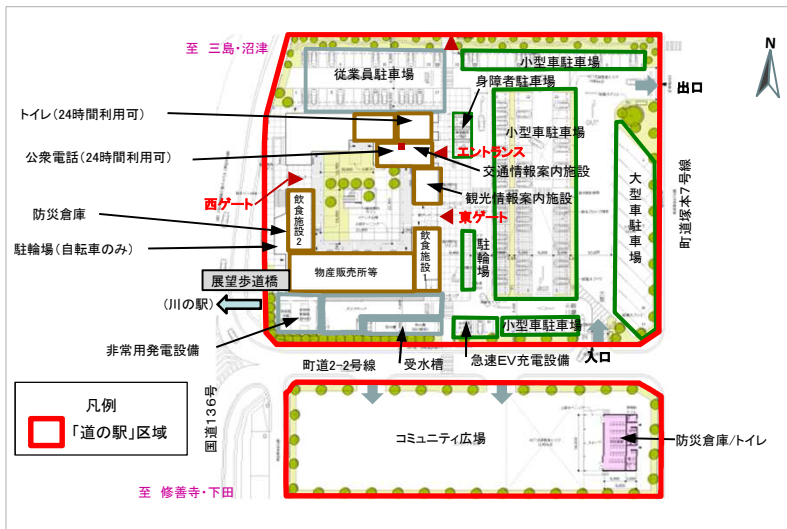 至 三島・沼津
小型車駐車場
N
従業員駐車場
身障者駐車場
出口
トイレ(24時間利用可)
小型車駐車場
公衆電話(24時間利用可)
エントランス
交通情報案内施設
大型車駐車場
町道塚本7号線
西ゲート
観光情報案内施設
飲食施設2
東ゲート
防災倉庫
飲食施設1
駐輪場
駐輪場(自転車のみ)
物産販売所等
展望歩道橋
(川の駅)
小型車駐車場
非常用発電設備
町道2-2号線
受水槽
急速EV充電設備
入口
凡例
「道の駅」区域
国道136号
コミュニティ広場
防災倉庫/トイレ
至 修善寺・下田